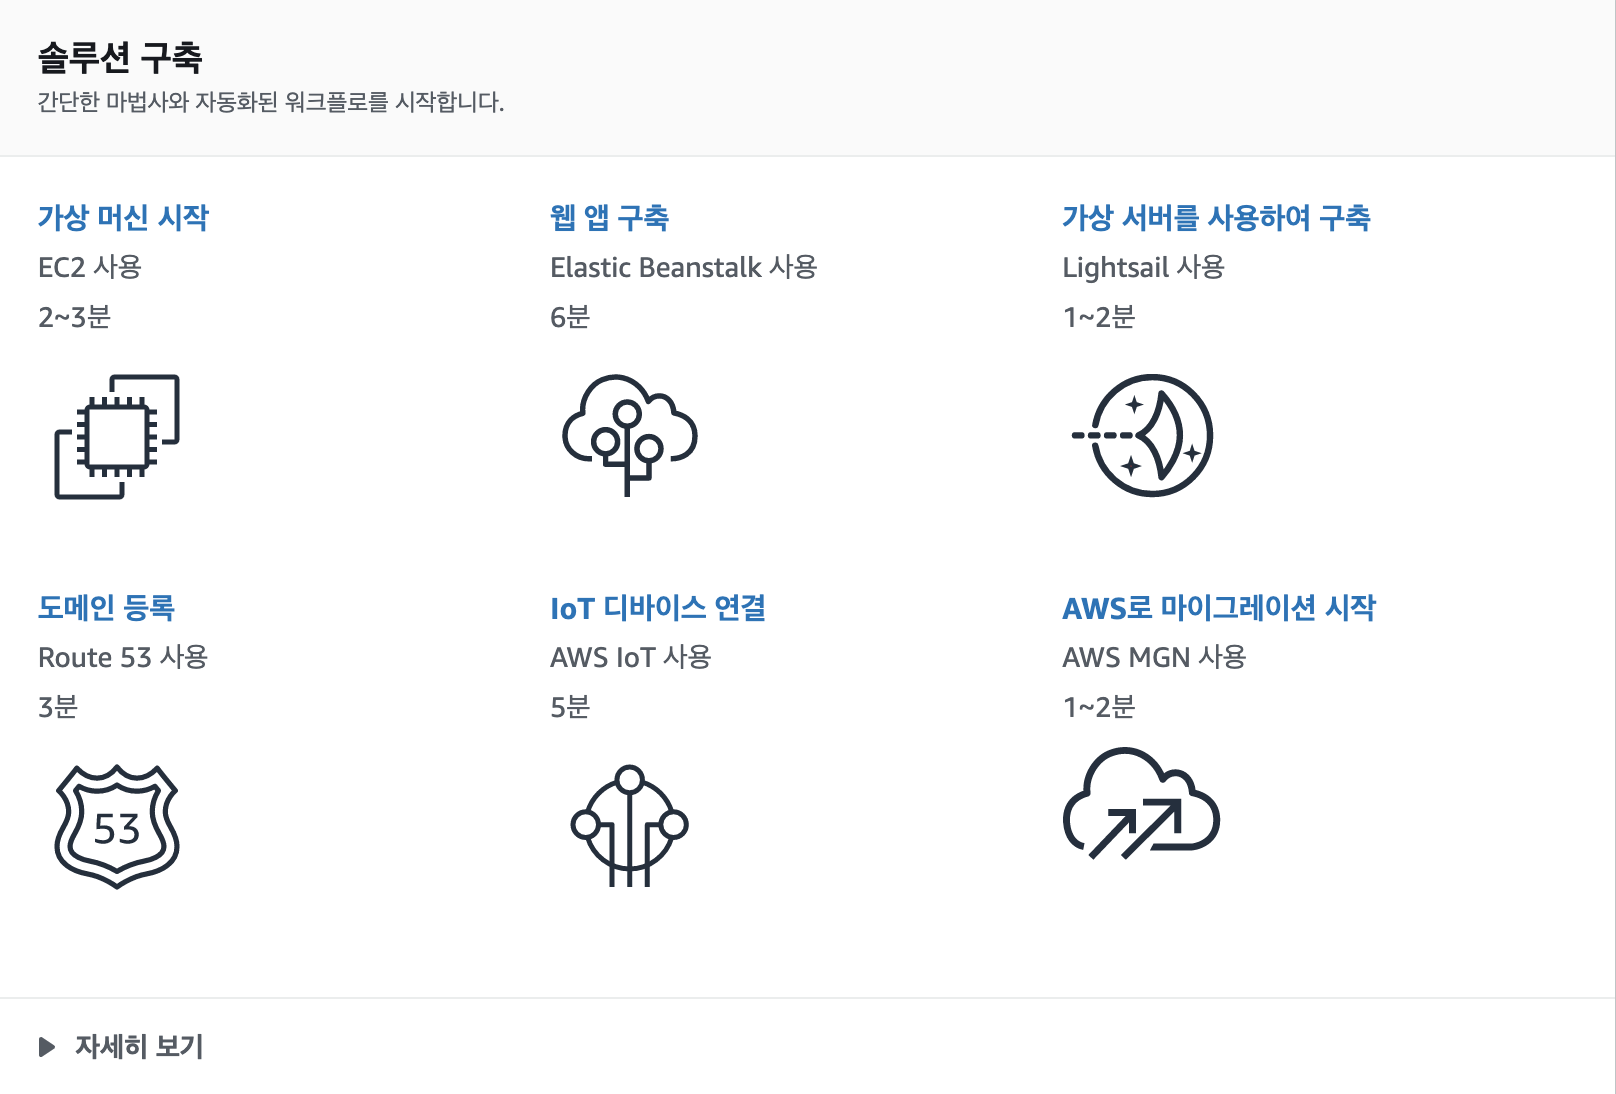 솔루션 구축
간단한 마법사와 자동화된 워크플로를 시작합니다.
가상 머신 시작
EC2 사용
2~3분
웹 앱 구축
Elastic Beanstalk 사용
6분
가상 서버를 사용하여 구축
Lightsail 사용
1~2분
도메인 등록
Route 53 사용
3분
53
IoT 디바이스 연결
AWS IoT 사용
5분
AWS로 마이그레이션 시작
AWS MGN 사용
1~2분
자세히 보기